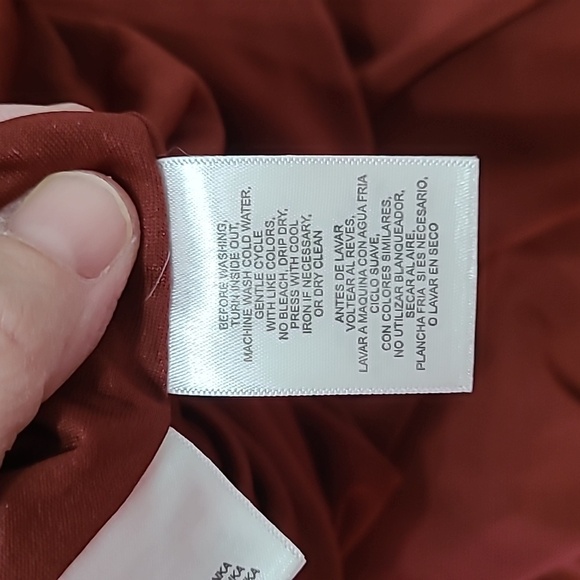 BEFORE WASHING,
TURN INSIDE OUT,
MACHINE WASH COLD WATER,
GENTLE CYCLE
WITH LIKE COLORS,
NO BLEACH, DRIP DRY,
PRESS WITH COOL
IRON IF NECESSARY,
OR DRY CLEAN
ANTES DE LAVAR
VOLTEAR AL REVES,
LAVAR A MAQUINA CON AGUA FRIA
CICLO SUAVE,
CON COLORES SIMILARES,
NO UTILIZAR BLANQUEADOR,
SECAR AL AIRE,
PLANCHA FRIA SI ES NECESARIO,
O LAVAR EN SECO